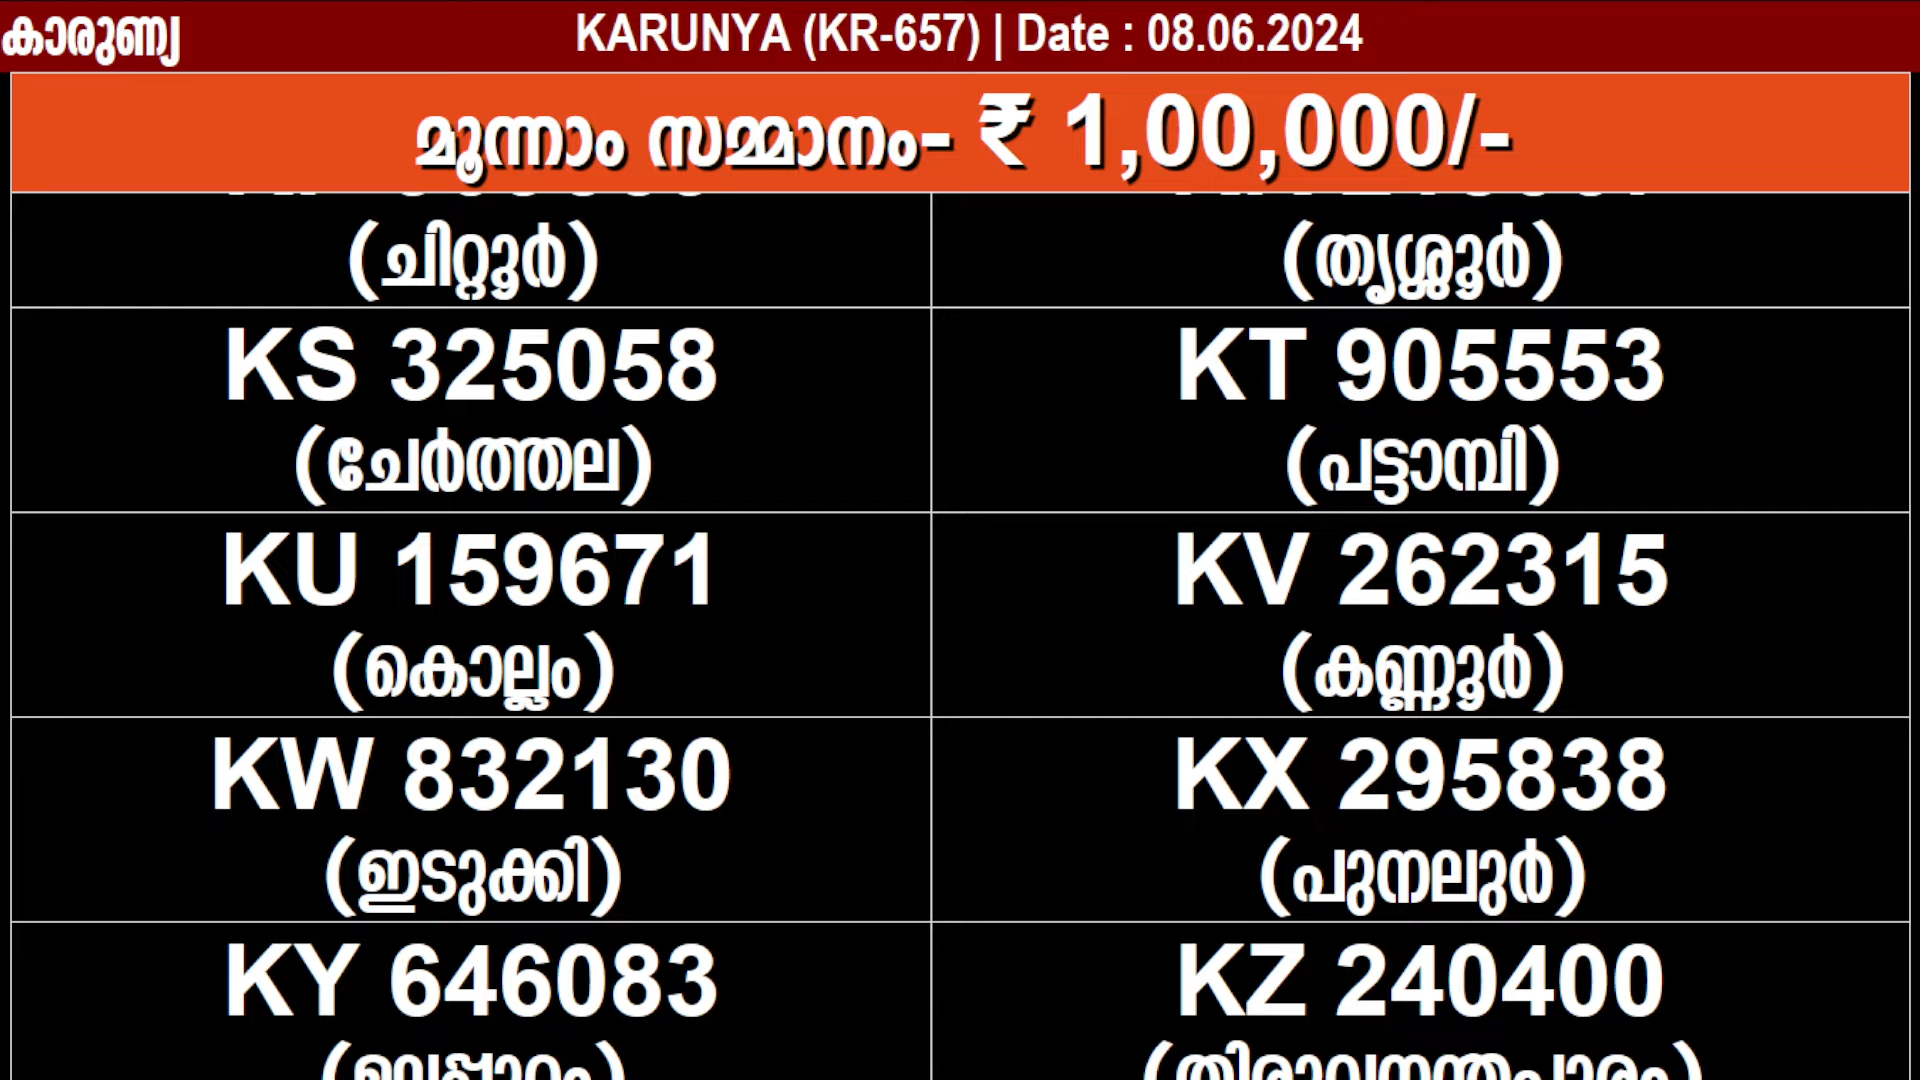 കാരുണ്യ KARUNYA (KR-657) | Date : 08.06.2024
മൂന്നാം സമ്മാനം- ₹ 1,00,000/-
(ചിറ്റൂർ) (തൃശ്ശൂർ)
KS 325058 KT 905553
(ചേർത്തല) (പട്ടാമ്പി)
KU 159671 KV 262315
(കൊല്ലം) (കണ്ണൂർ)
KW 832130 KX 295838
(ഇടുക്കി) (പുനലുർ)
KY 646083 KZ 240400